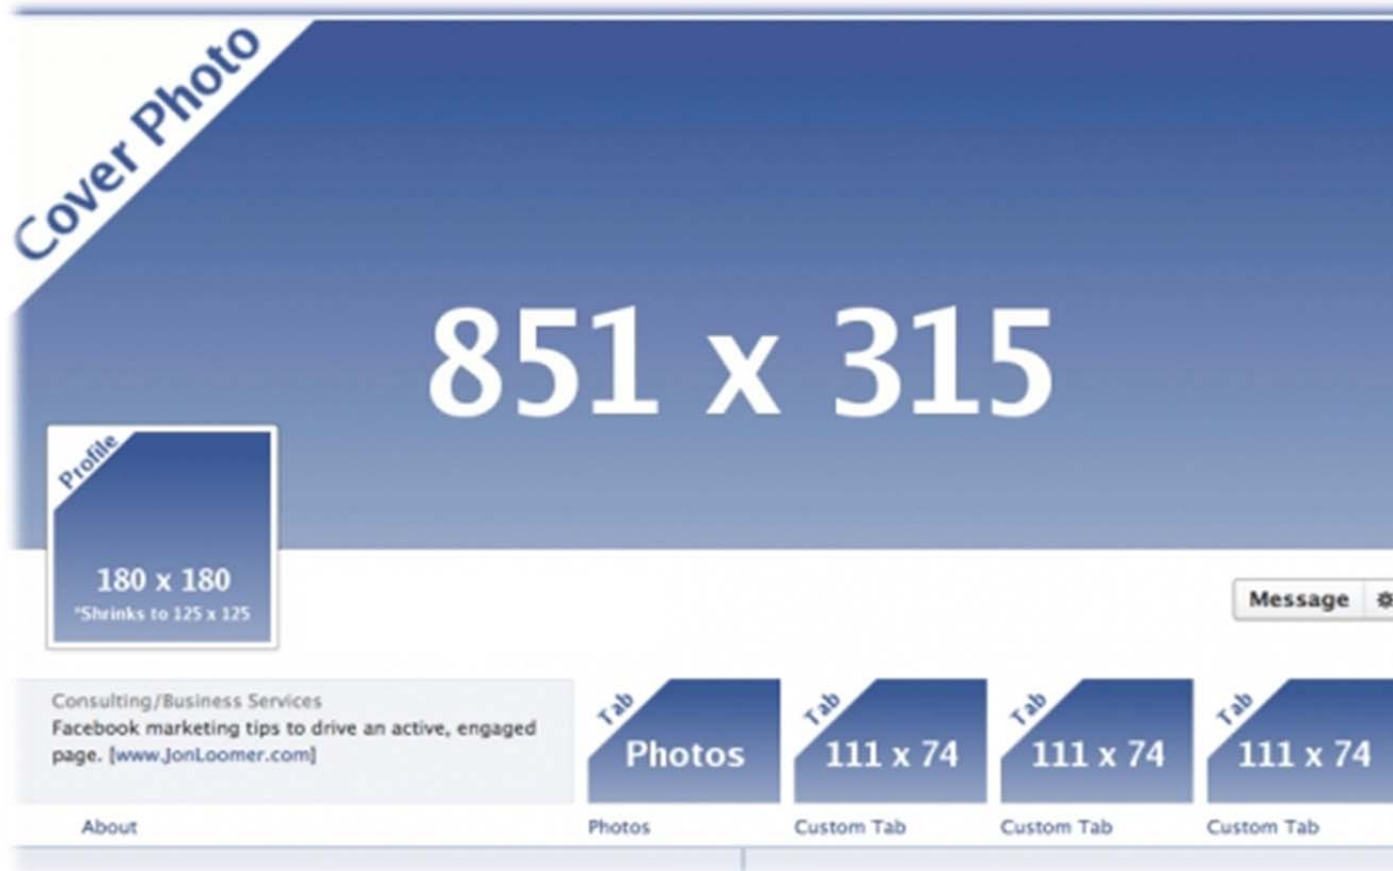 Cover Photo
851 x 315
Profile
180 x 180
*Shrinks to 125 x 125
Message
Consulting/Business Services
Facebook marketing tips to drive an active, engaged
page. [www.JonLoomer.com]
About
Tab
Photos
Photos
Tab
111 x 74
Custom Tab
Tab
111 x 74
Custom Tab
Tab
111 x 74
Custom Tab